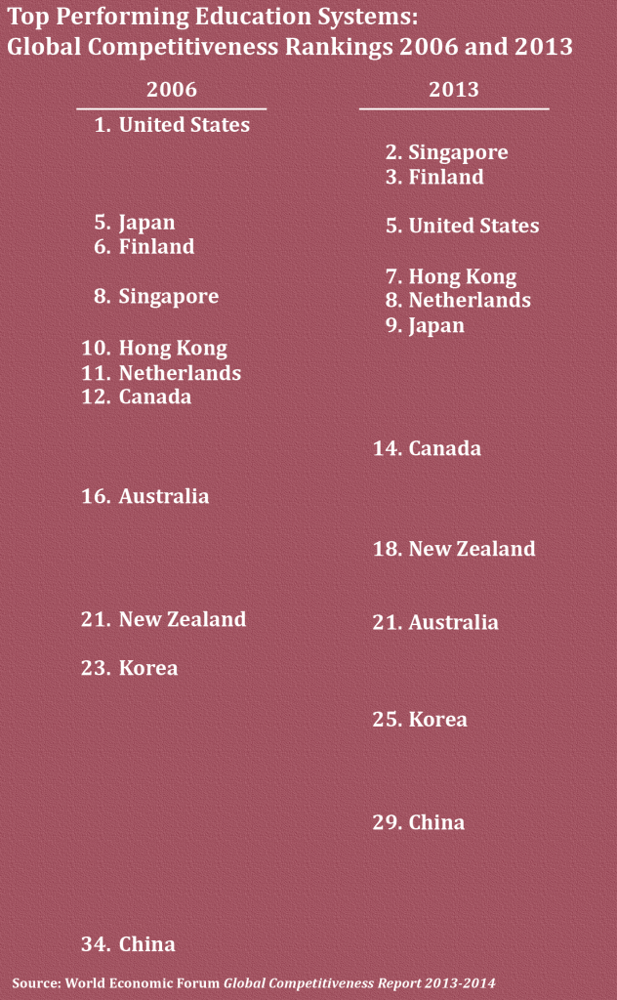 Top Performing Education Systems:
Global Competitiveness Rankings 2006 and 2013
2006
1. United States
5. Japan
6. Finland
8. Singapore
10. Hong Kong
11. Netherlands
12. Canada
16. Australia
21. New Zealand
23. Korea
34. China
2013
2. Singapore
3. Finland
5. United States
7. Hong Kong
8. Netherlands
9. Japan
14. Canada
18. New Zealand
21. Australia
25. Korea
29. China
Source: World Economic Forum Global Competitiveness Report 2013-2014